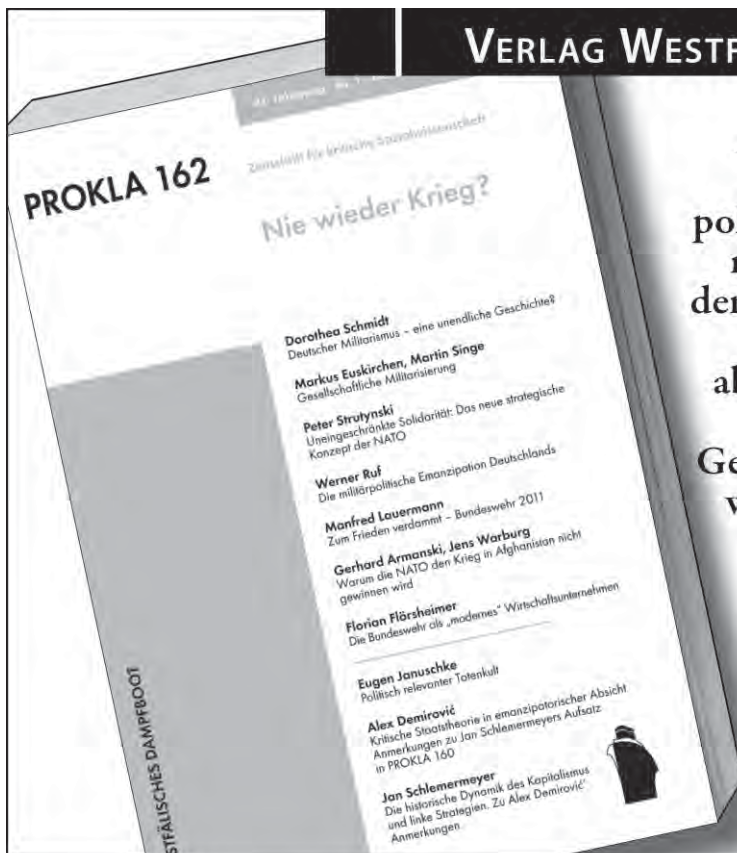 VERLAG WESTF
PROKLA 162
Zeitschrift für kritische Sozialwissenschaft
Nie wieder Krieg?
Dorothea Schmidt
Deutscher Militarismus – eine unendliche Geschichte?
Markus Euskirchen, Martin Singe
Gesellschaftliche Militarisierung
Peter Strutynski
Uneingeschränkte Solidarität: Das neue strategische
Konzept der NATO
Werner Ruf
Die militärpolitische Emanzipation Deutschlands
Manfred Lauermann
Zum Frieden verdammt – Bundeswehr 2011
Gerhard Armanski, Jens Warburg
Warum die NATO den Krieg in Afghanistan nicht
gewinnen wird
Florian Flörsheimer
Die Bundeswehr als „modernes“ Wirtschaftsunternehmen
Eugen Januschke
Politisch relevanter Totenkult
Alex Demirović
Kritische Staatstheorie in emanzipatorischer Absicht
Anmerkungen zu Jan Schlemermeyers Aufsatz
in PROKLA 160
Jan Schlemermeyer
Die historische Dynamik des Kapitalismus
und linke Strategien. Zu Alex Demirović'
Anmerkungen
STFÄLISCHES DAMPFBOOT
der
Ge